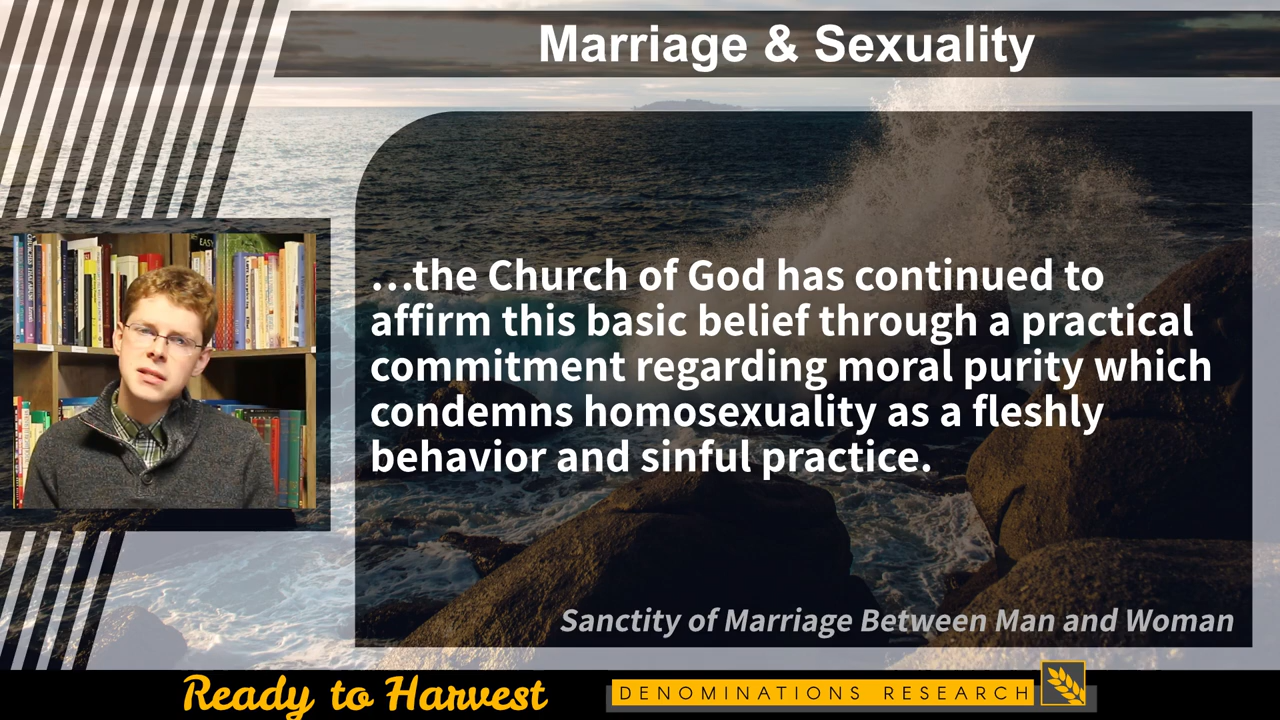 Marriage & Sexuality
EASY
…the Church of God has continued to
affirm this basic belief through a practical
commitment regarding moral purity which
condemns homosexuality as a fleshly
behavior and sinful practice.
Sanctity of Marriage Between Man and Woman
Ready to Harvest
DENOMINATIONS RESEARCH